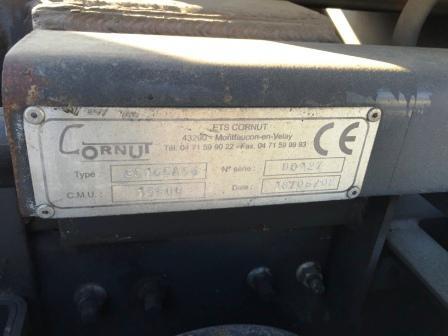 CORNUT
ETS CORNUT
43290 - Montfaucon-en-Velay
Tél. 04 71 59 90 22 - Fax. 04 71 59 99 93
CE
Type
N° série :
C.M.U. :
Date :